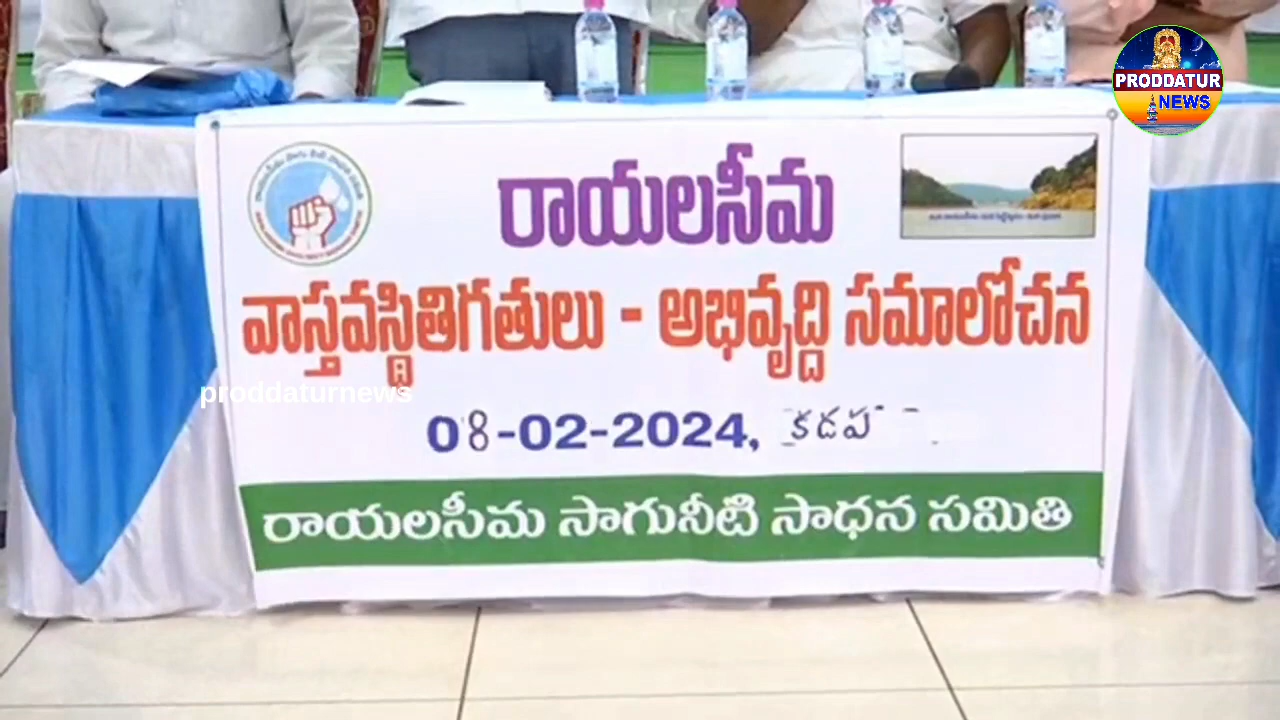 PRODDATUR
NEWS
రాయలసీమ
వాస్తవస్థితిగతులు - అభివృద్ది సమాలోచన
proddaturnews
08-02-2024, కడప
రాయలసీమ సాగునీటి సాధన సమితి